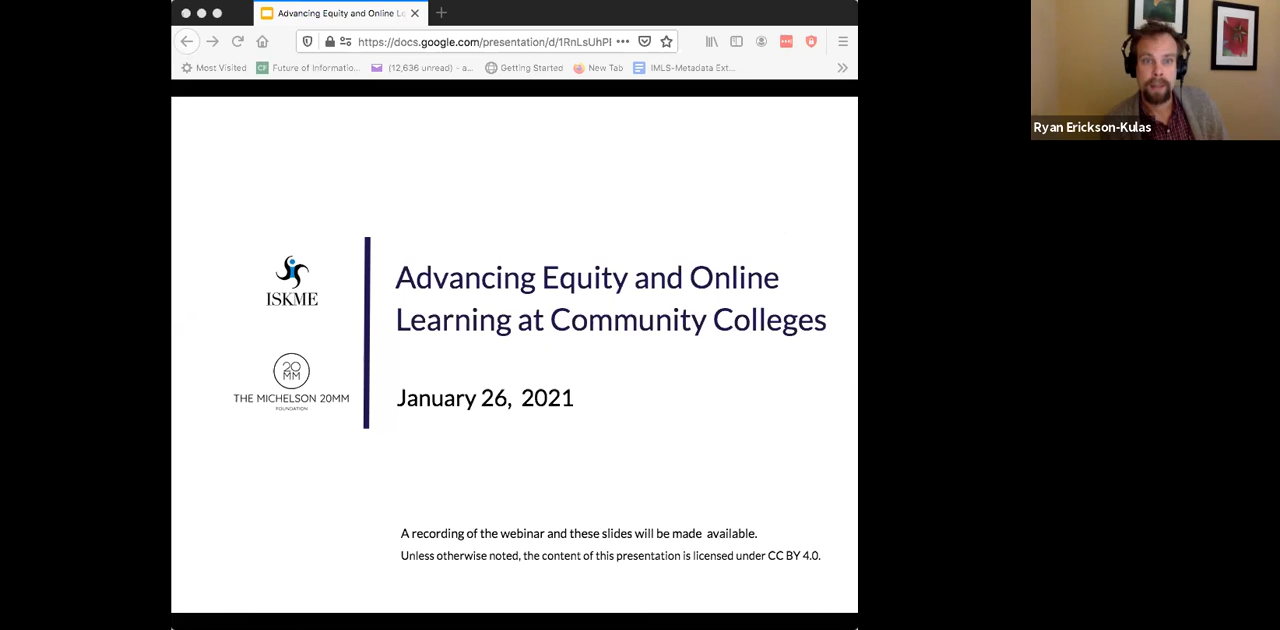 Advancing Equity and Online Le
https://docs.google.com/presentation/d/1RnLsUhPl
Most Visited
Future of Informatio...
(12,636 unread) - a...
Getting Started
New Tab
IMLS-Metadata Ext...
Ryan Erickson-Kulas
ISKME
20
MM
THE MICHELSON 20MM
FOUNDATION
Advancing Equity and Online
Learning at Community Colleges
January 26, 2021
A recording of the webinar and these slides will be made available.
Unless otherwise noted, the content of this presentation is licensed under CC BY 4.0.